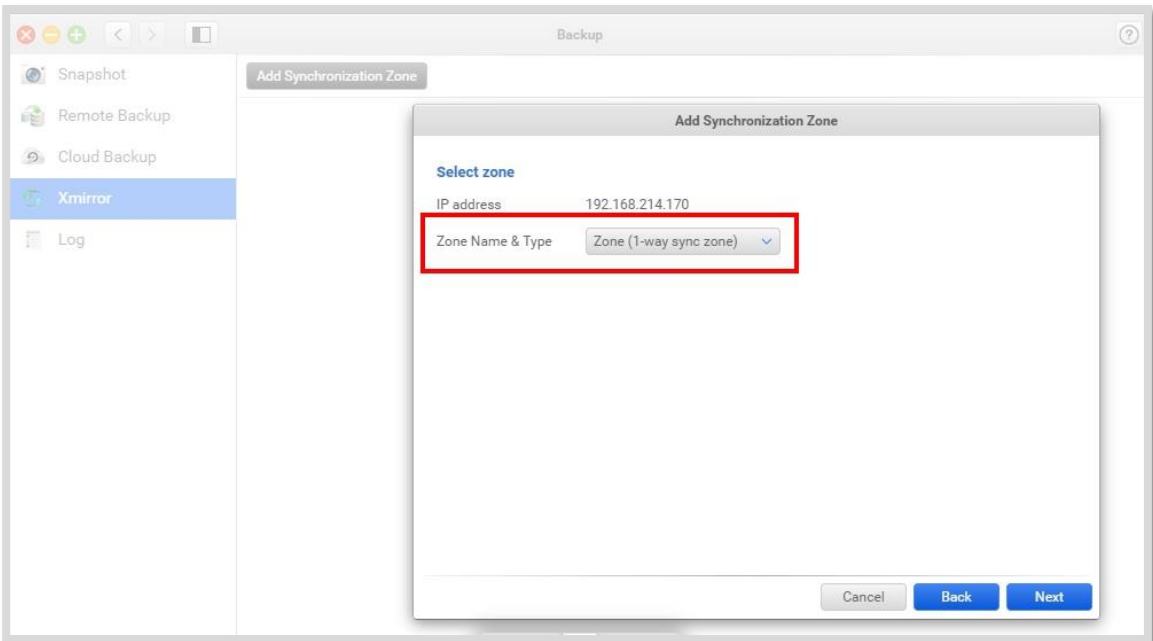 Backup
?
Snapshot
Remote Backup
Cloud Backup
Xmirror
Log
Add Synchronization Zone
Add Synchronization Zone
Select zone
IP address 192.168.214.170
Zone Name & Type Zone (1-way sync zone)
Cancel Back Next